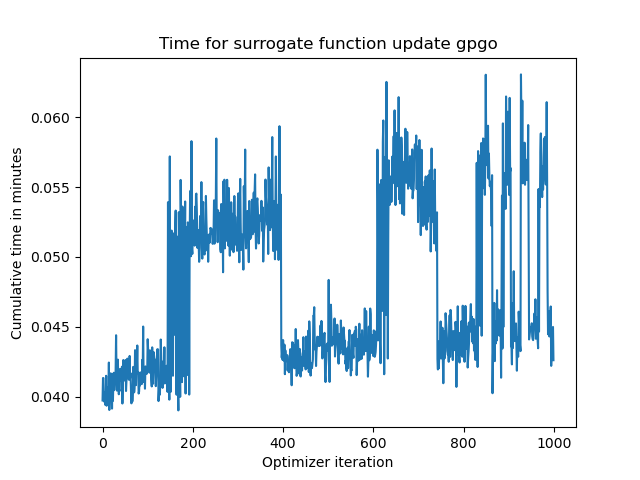 Time for surrogate function update gpgo
Cumulative time in minutes
0.060
0.055
0.050
0.045
0.040
0 200 400 600 800 1000
Optimizer iteration